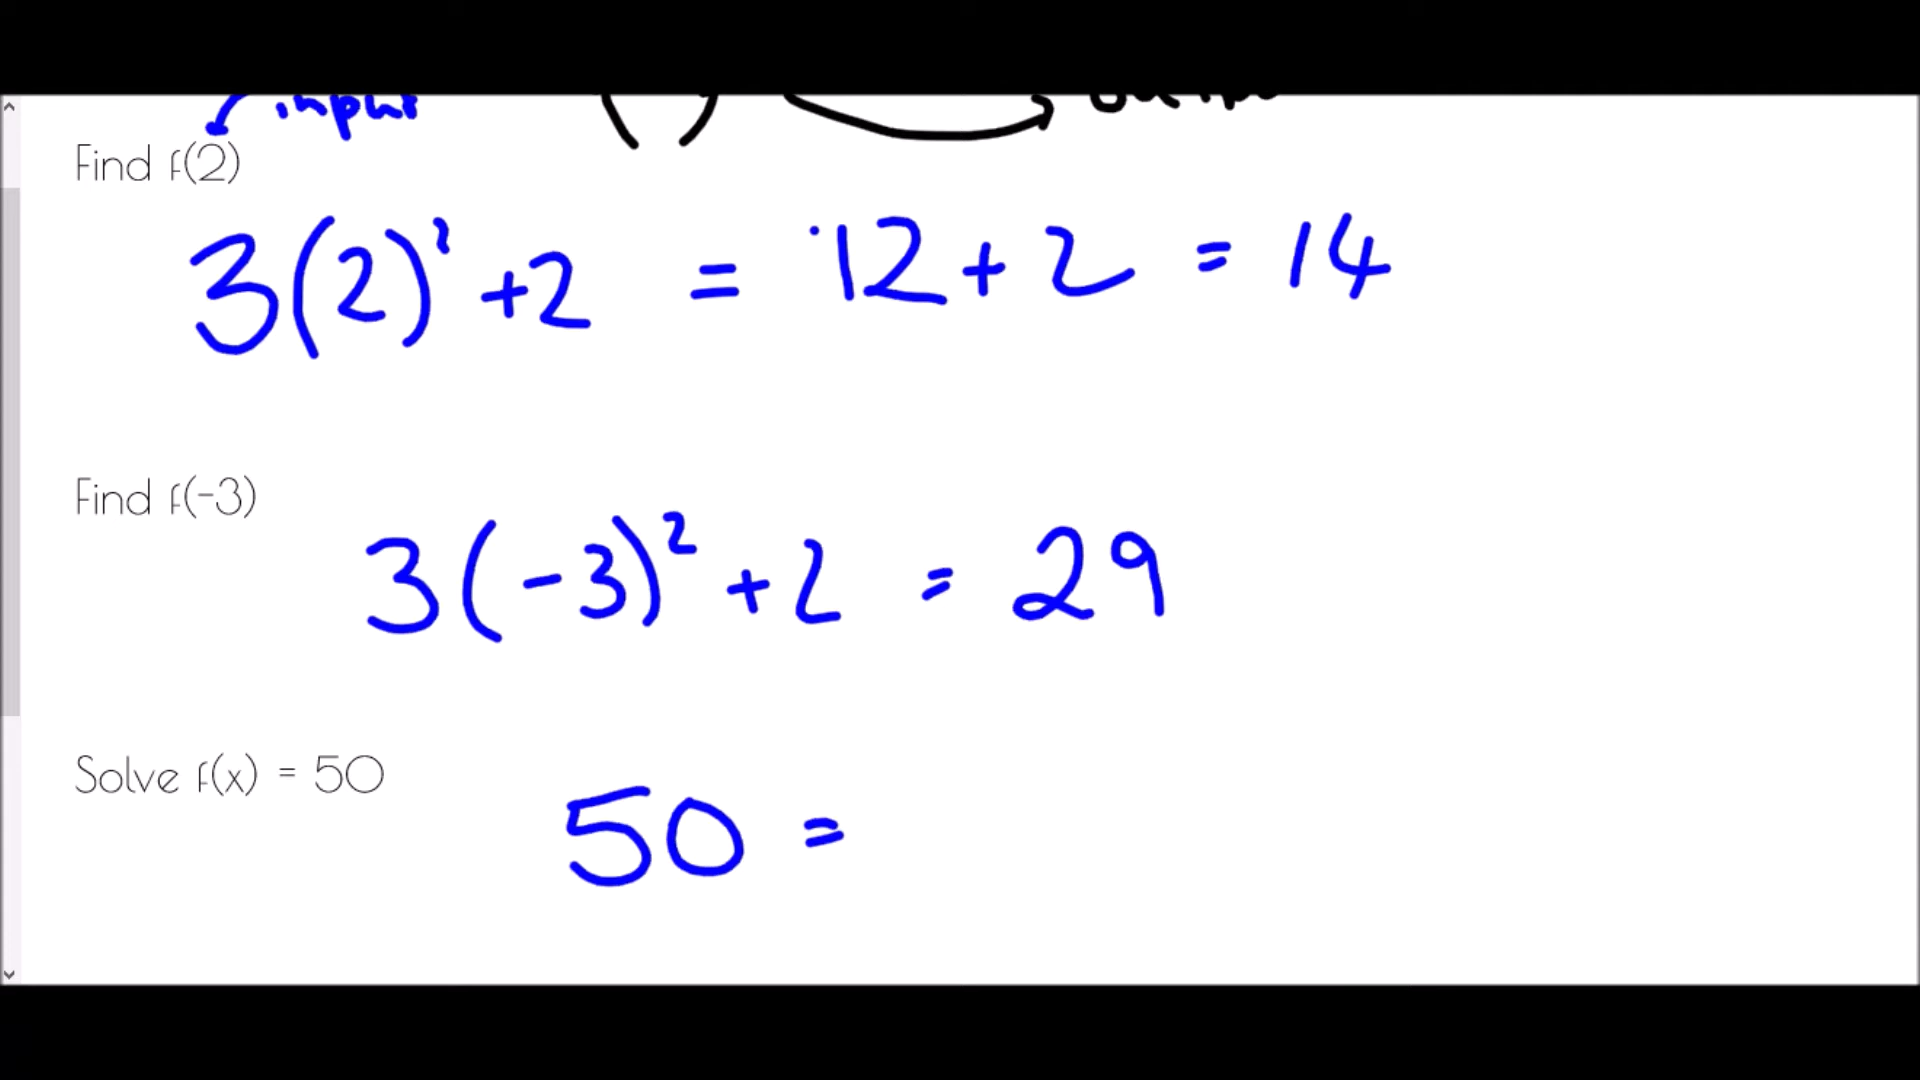 input
Find f(2)
3(2)² + 2 = 12 + 2 = 14
Find f(-3)
3(-3)² + 2 = 29
Solve f(x) = 50
50 =